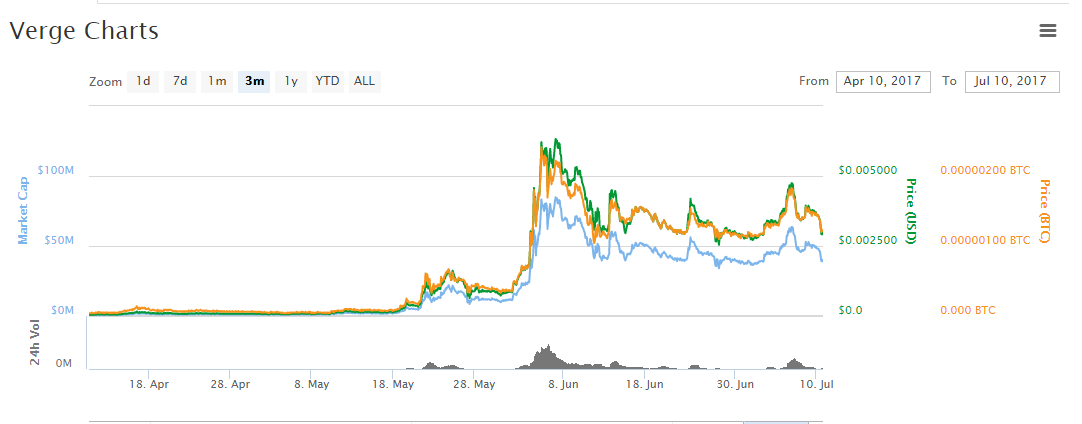 Verge Charts
Zoom 1d 7d 1m 3m 1y YTD ALL From Apr 10, 2017 To Jul 10, 2017
Market Cap
$100M
$50M
$0M
24h Vol
0M
$0.005000
$0.002500
$0.0
Price (USD)
0.00000200 BTC
0.00000100 BTC
0.000 BTC
Price (BTC)
18. Apr 28. Apr 8. May 18. May 28. May 8. Jun 18. Jun 30. Jun 10. Jul